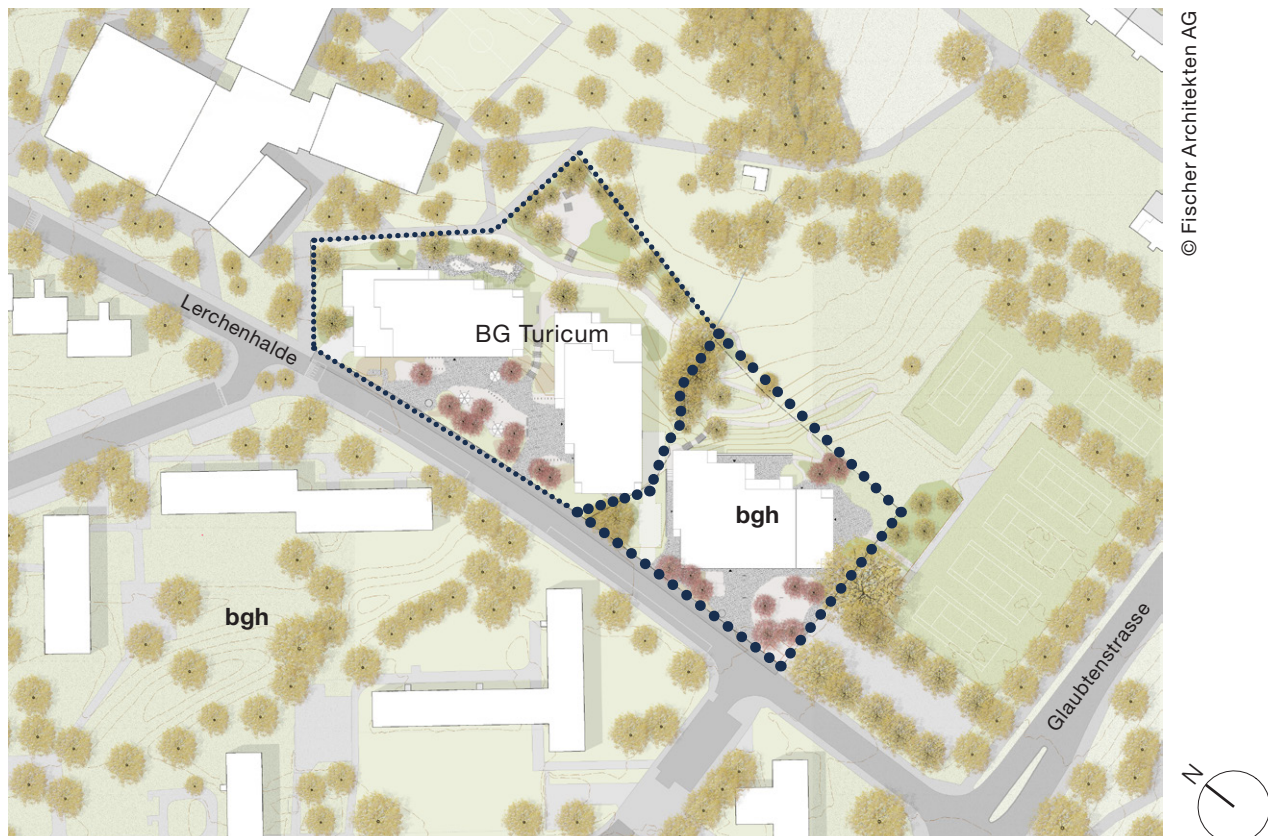 © Fischer Architekten AG
Lerchenhalde
BG Turicum
bgh
bgh
Glaubtenstrasse
N